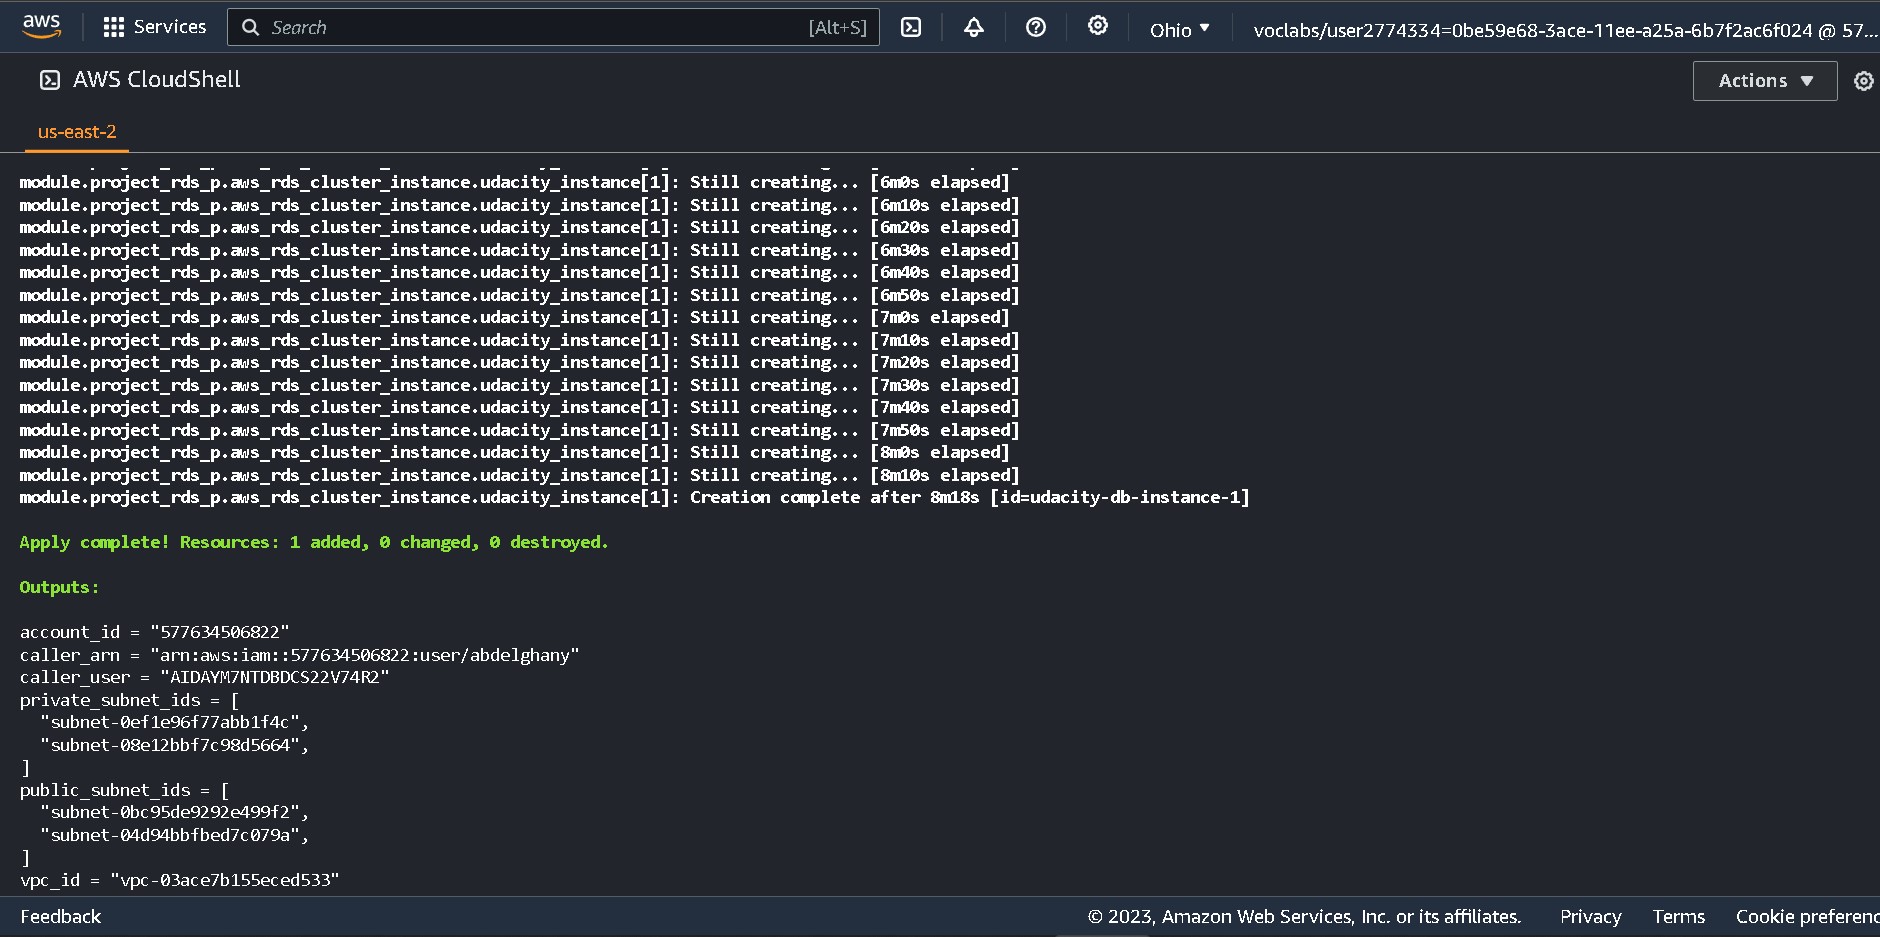 aws Services Search [Alt+S] Ohio ▼ voclabs/user2774334=0be59e68-3ace-11ee-a25a-6b7f2ac6f024 @ 57...
AWS CloudShell Actions ▼
us-east-2
module.project_rds_p.aws_rds_cluster_instance.udacity_instance[1]: Still creating... [6m0s elapsed]
module.project_rds_p.aws_rds_cluster_instance.udacity_instance[1]: Still creating... [6m10s elapsed]
module.project_rds_p.aws_rds_cluster_instance.udacity_instance[1]: Still creating... [6m20s elapsed]
module.project_rds_p.aws_rds_cluster_instance.udacity_instance[1]: Still creating... [6m30s elapsed]
module.project_rds_p.aws_rds_cluster_instance.udacity_instance[1]: Still creating... [6m40s elapsed]
module.project_rds_p.aws_rds_cluster_instance.udacity_instance[1]: Still creating... [6m50s elapsed]
module.project_rds_p.aws_rds_cluster_instance.udacity_instance[1]: Still creating... [7m0s elapsed]
module.project_rds_p.aws_rds_cluster_instance.udacity_instance[1]: Still creating... [7m10s elapsed]
module.project_rds_p.aws_rds_cluster_instance.udacity_instance[1]: Still creating... [7m20s elapsed]
module.project_rds_p.aws_rds_cluster_instance.udacity_instance[1]: Still creating... [7m30s elapsed]
module.project_rds_p.aws_rds_cluster_instance.udacity_instance[1]: Still creating... [7m40s elapsed]
module.project_rds_p.aws_rds_cluster_instance.udacity_instance[1]: Still creating... [7m50s elapsed]
module.project_rds_p.aws_rds_cluster_instance.udacity_instance[1]: Still creating... [8m0s elapsed]
module.project_rds_p.aws_rds_cluster_instance.udacity_instance[1]: Still creating... [8m10s elapsed]
module.project_rds_p.aws_rds_cluster_instance.udacity_instance[1]: Creation complete after 8m18s [id=udacity-db-instance-1]
Apply complete! Resources: 1 added, 0 changed, 0 destroyed.
Outputs:
account_id = "577634506822"
caller_arn = "arn:aws:iam::577634506822:user/abdelghany"
caller_user = "AIDAYM7NTDBDCS22V74R2"
private_subnet_ids = [
"subnet-0ef1e96f77abb1f4c",
"subnet-08e12bbf7c98d5664",
]
public_subnet_ids = [
"subnet-0bc95de9292e499f2",
"subnet-04d94bbfbed7c079a",
]
vpc_id = "vpc-03ace7b155eced533"
Feedback © 2023, Amazon Web Services, Inc. or its affiliates. Privacy Terms Cookie preferenc